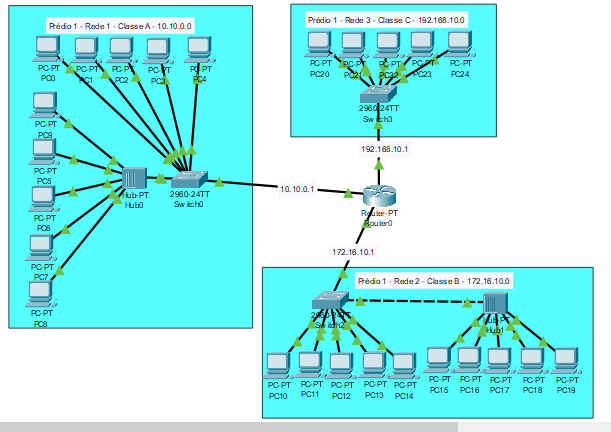 Prédio 1 - Rede 1 - Classe A - 10.10.0.0
PC-PT
PC0
PC-PT
PC1
PC-PT
PC2
PC-PT
PC3
PC-PT
PC4
PC-PT
PC9
PC-PT
PC5
PC-PT
PC6
PC-PT
PC7
PC-PT
PC8
Hub-PT
Hub0
2960-24TT
Switch0
10.10.0.1
Prédio 1 - Rede 3 - Classe C - 192.168.10.0
PC-PT
PC20
PC-PT
PC21
PC-PT
PC22
PC-PT
PC23
PC-PT
PC24
2960-24TT
Switch3
192.168.10.1
Router-PT
Router0
172.16.10.1
Prédio 1 - Rede 2 - Classe B - 172.16.10.0
2960-24TT
Switch2
Hub-PT
Hub1
PC-PT
PC10
PC-PT
PC11
PC-PT
PC12
PC-PT
PC13
PC-PT
PC14
PC-PT
PC15
PC-PT
PC16
PC-PT
PC17
PC-PT
PC18
PC-PT
PC19